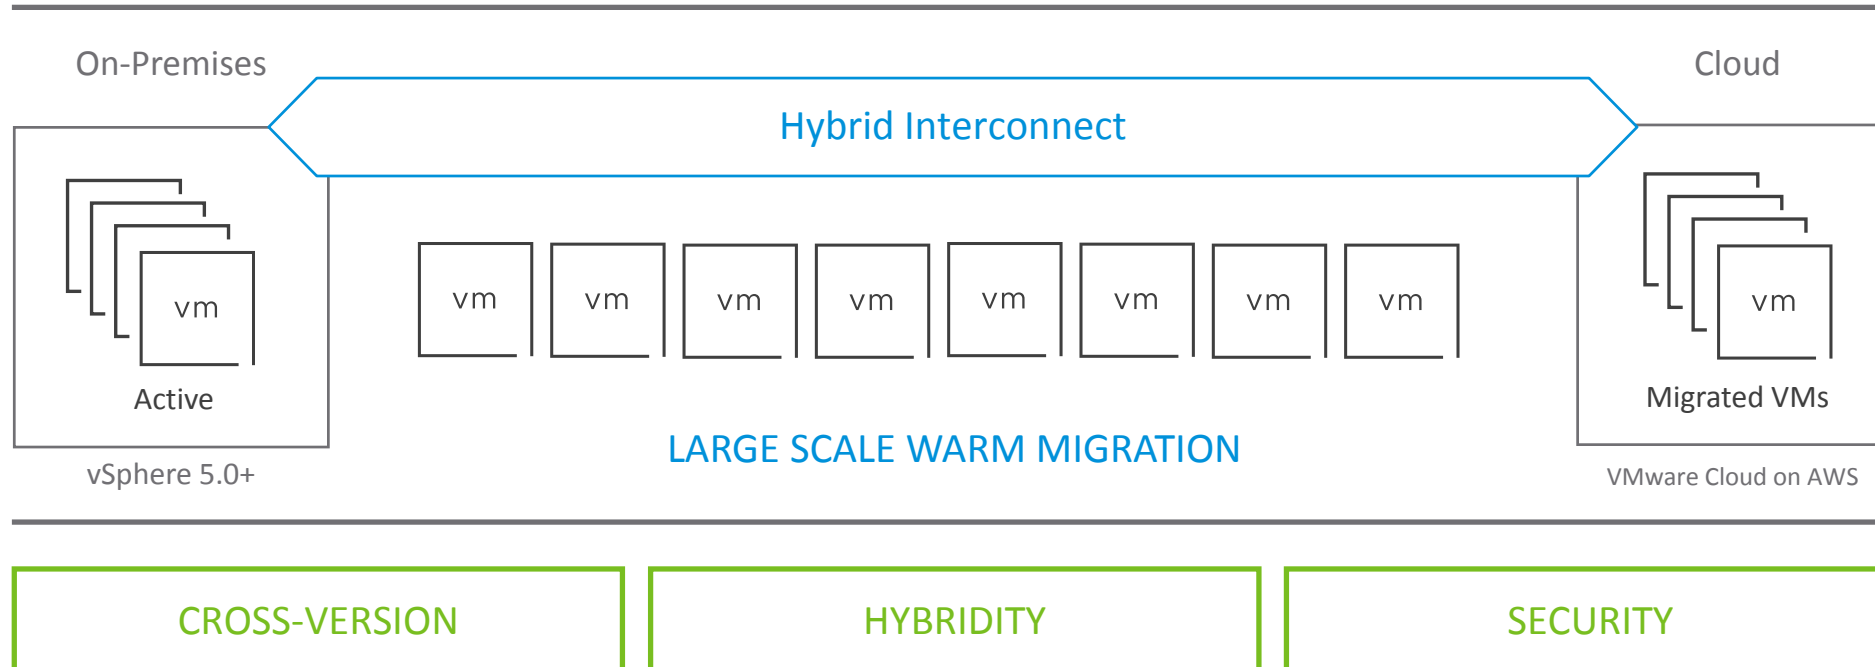 On-Premises
Cloud
Hybrid Interconnect
vm
vm
vm
vm
vm
vm
vm
vm
vm
vm
Active
Migrated VMs
LARGE SCALE WARM MIGRATION
vSphere 5.0+
VMware Cloud on AWS
CROSS-VERSION
HYBRIDITY
SECURITY